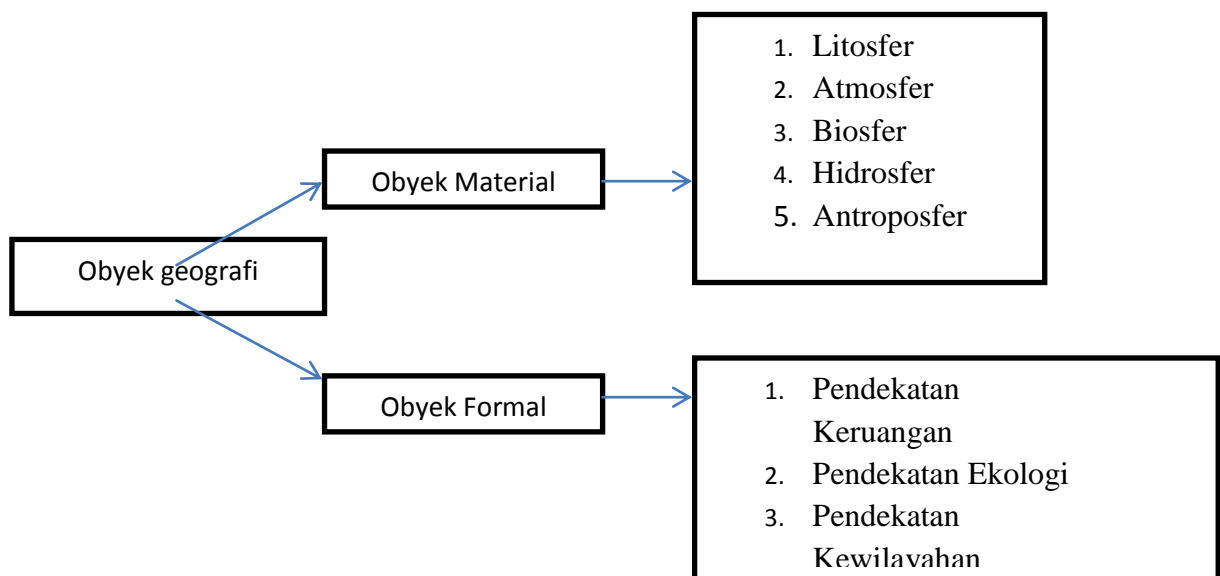 Obyek geografi
Obyek Material
1. Litosfer
2. Atmosfer
3. Biosfer
4. Hidrosfer
5. Antroposfer
Obyek Formal
1. Pendekatan
Keruangan
2. Pendekatan Ekologi
3. Pendekatan
Kewilayahan